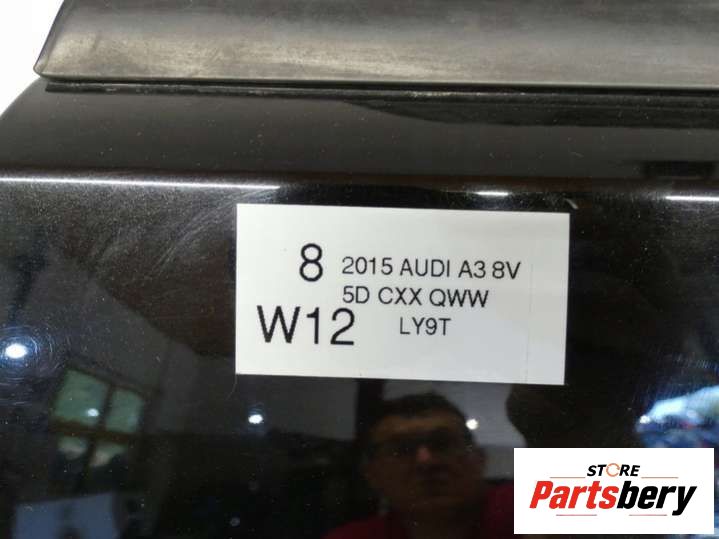 8 2015 AUDI A3 8V
5D CXX QWW
W12 LY9T
STORE
Partsbery